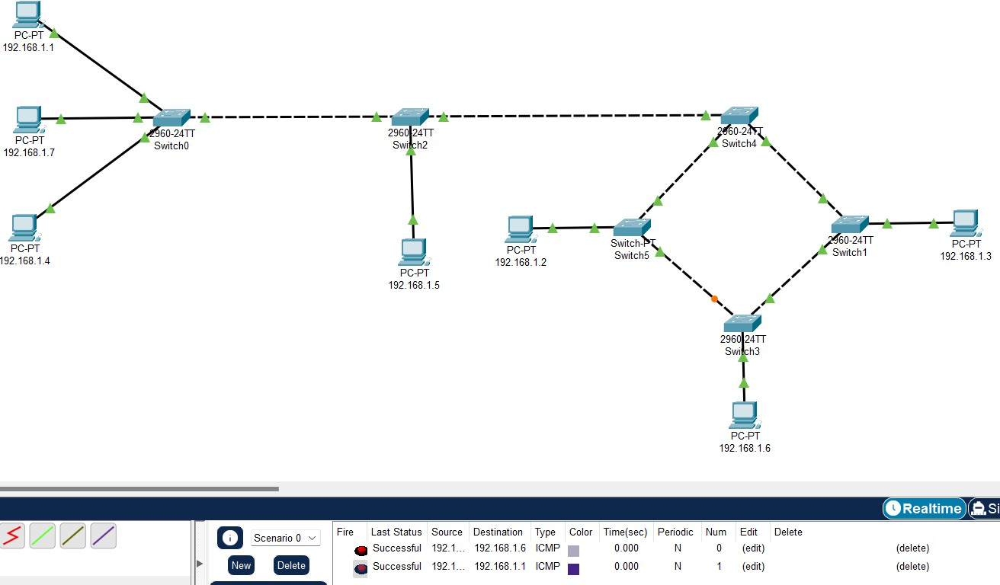 PC-PT
192.168.1.1
PC-PT
192.168.1.7
2960-24TT
Switch0
2960-24TT
Switch2
2960-24TT
Switch4
PC-PT
192.168.1.4
PC-PT
192.168.1.5
PC-PT
192.168.1.2
Switch-PT
Switch5
2960-24TT
Switch1
PC-PT
192.168.1.3
2960-24TT
Switch3
PC-PT
192.168.1.6
Realtime
Si
Scenario 0
New
Delete
Fire Last Status Source Destination Type Color Time(sec) Periodic Num Edit Delete
Successful 192.1... 192.168.1.6 ICMP 0.000 N 0 (edit) (delete)
Successful 192.1... 192.168.1.1 ICMP 0.000 N 1 (edit) (delete)